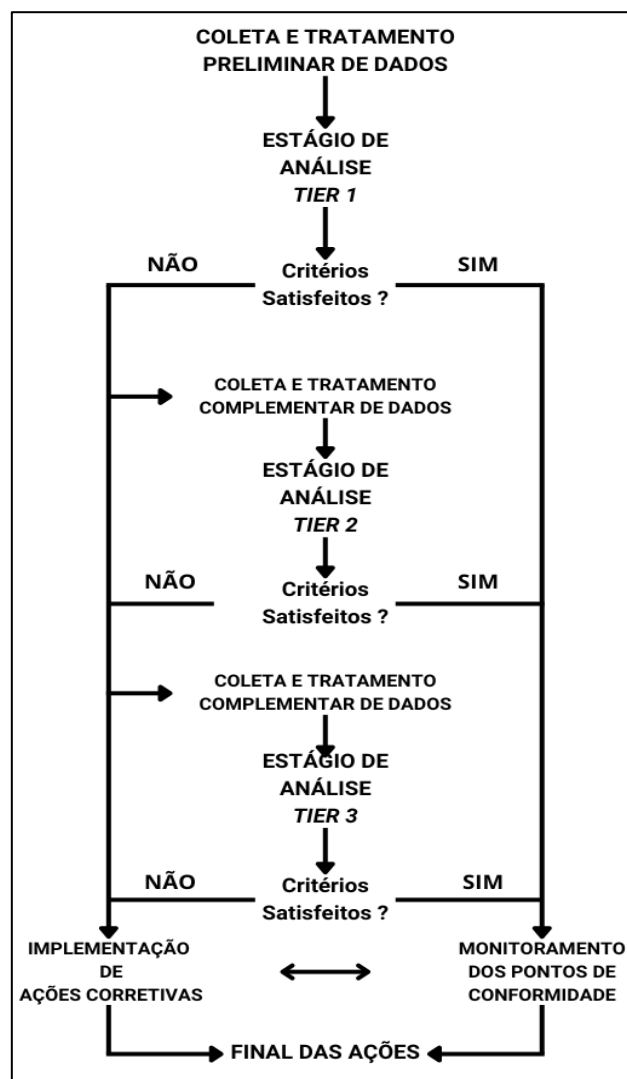 COLETA E TRATAMENTO
PRELIMINAR DE DADOS
ESTÁGIO DE
ANÁLISE
TIER 1
NÃO
Critérios
Satisfeitos ?
SIM
COLETA E TRATAMENTO
COMPLEMENTAR DE DADOS
ESTÁGIO DE
ANÁLISE
TIER 2
NÃO
Critérios
Satisfeitos ?
SIM
COLETA E TRATAMENTO
COMPLEMENTAR DE DADOS
ESTÁGIO DE
ANÁLISE
TIER 3
NÃO
Critérios
Satisfeitos ?
SIM
IMPLEMENTAÇÃO
DE
AÇÕES CORRETIVAS
MONITORAMENTO
DOS PONTOS DE
CONFORMIDADE
FINAL DAS AÇÕES